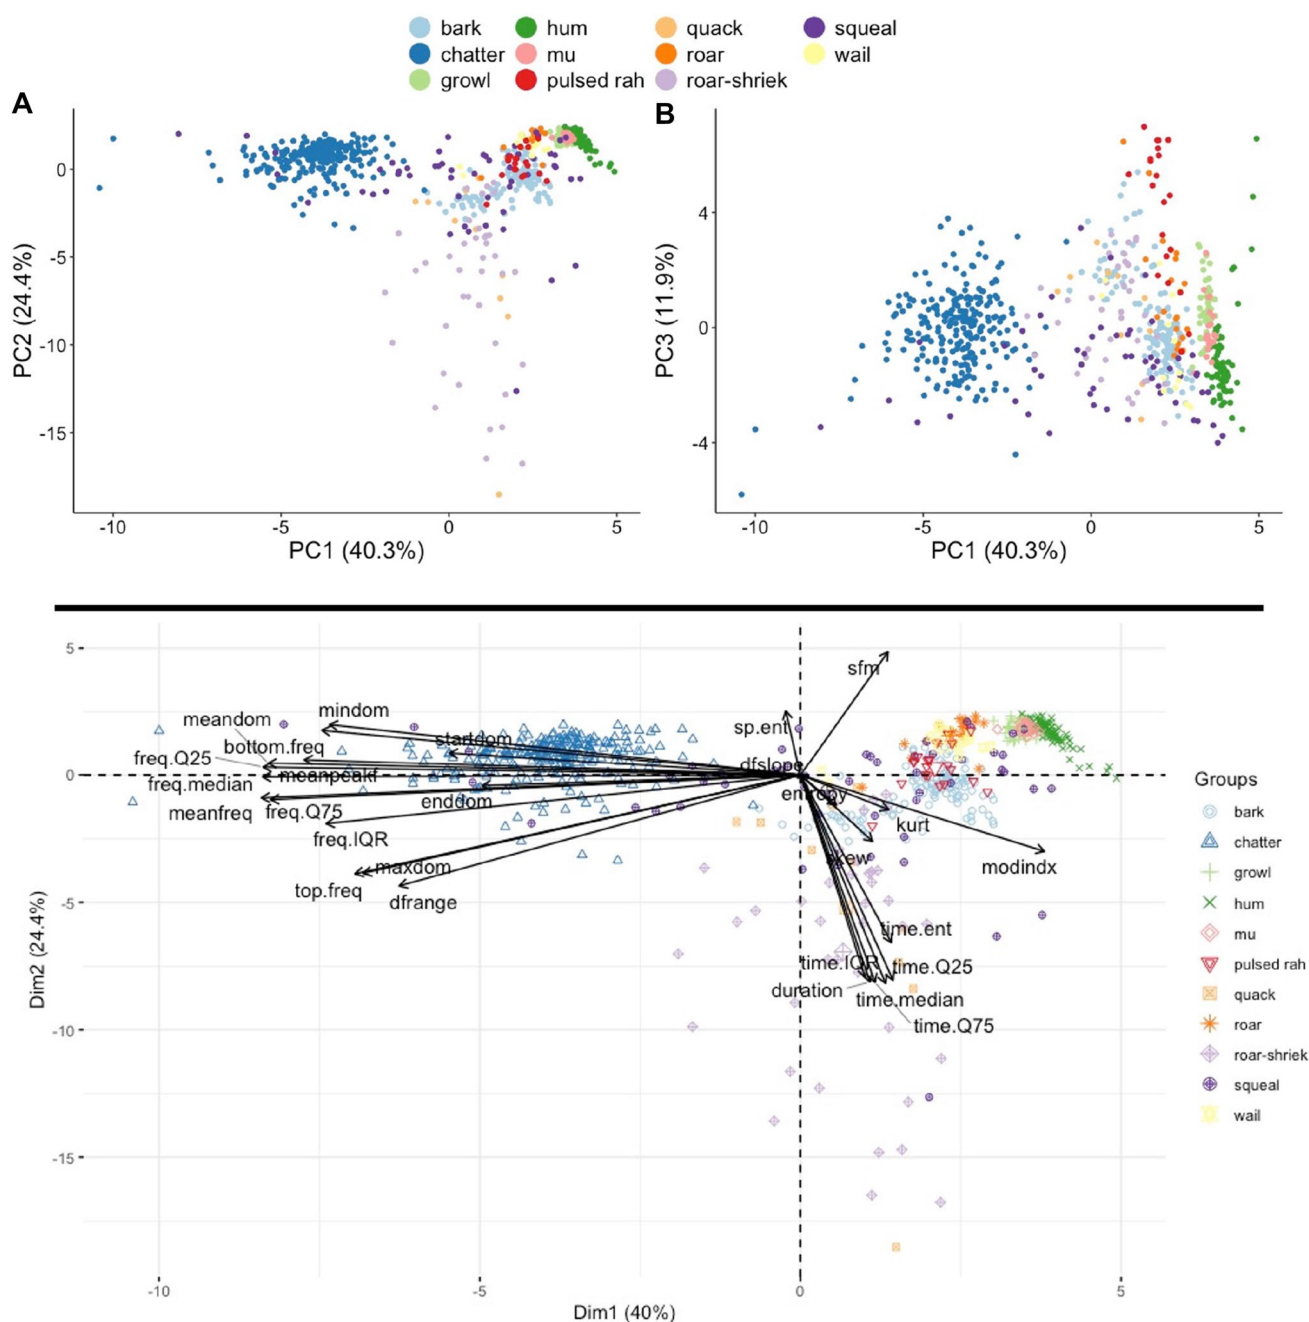 bark hum quack squeal
chatter mu roar wail
growl pulsed rah roar-shriek
A
B
PC2 (24.4%)
0
-5
-10
-15
-10 -5 0 5
PC1 (40.3%)
PC3 (11.9%)
4
0
-4
-10 -5 0 5
PC1 (40.3%)
Dim2 (24.4%)
5
0
-5
-10
-15
sfm
mindom
meandom
sp.ent
startdom
bottom.freq
freq.Q25
dfslope
meanpeakf
freq.median
entropy
enddom
meanfreq freq.Q75
kurt
freq.IQR
skew
modindx
maxdom
top.freq
dfrange
time.ent
time.IQR time.Q25
duration
time.median
time.Q75
-10 -5 0 5
Dim1 (40%)
Groups
bark
chatter
growl
hum
mu
pulsed rah
quack
roar
roar-shriek
squeal
wail